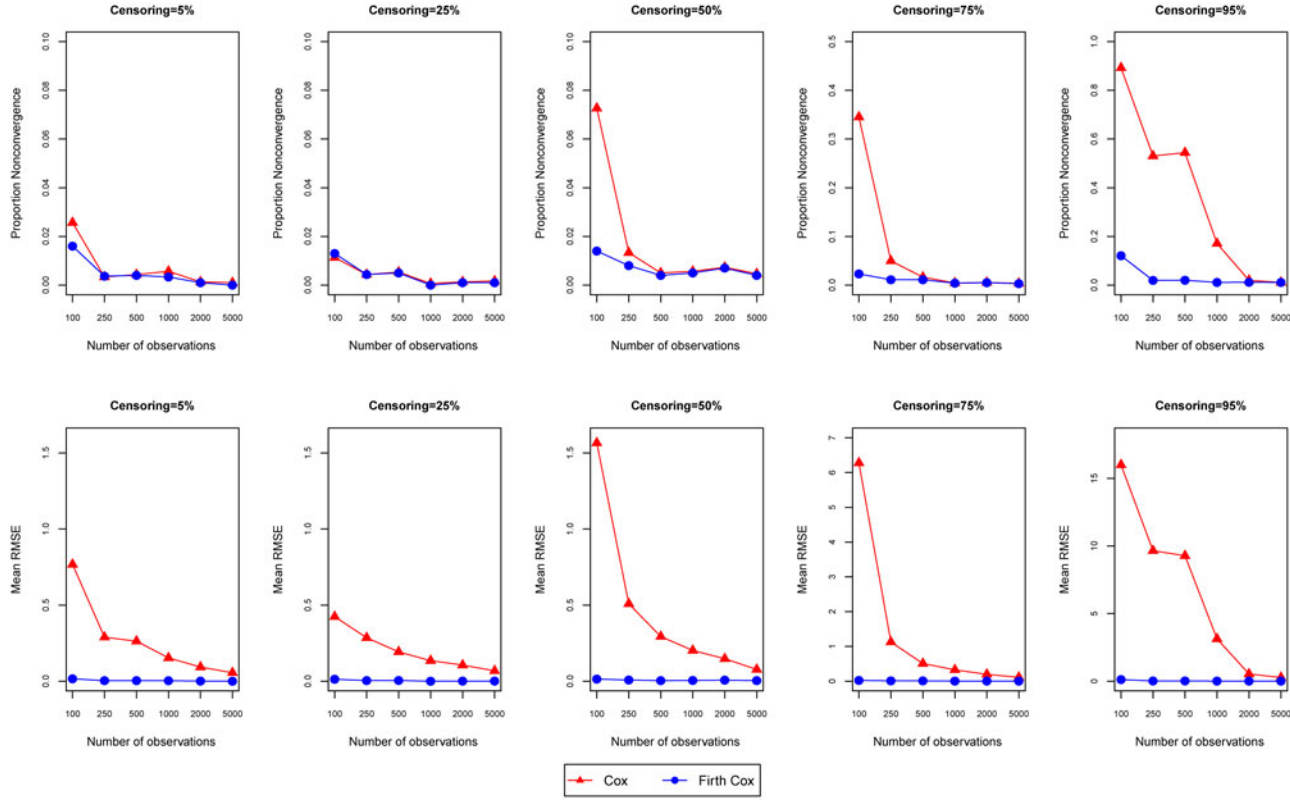 Censoring=5%
Censoring=25%
Censoring=50%
Censoring=75%
Censoring=95%
Proportion Nonconvergence
0.10
0.08
0.06
0.04
0.02
0.00
100 250 500 1000 2000 5000
Number of observations
Proportion Nonconvergence
0.10
0.08
0.06
0.04
0.02
0.00
100 250 500 1000 2000 5000
Number of observations
Proportion Nonconvergence
0.10
0.08
0.06
0.04
0.02
0.00
100 250 500 1000 2000 5000
Number of observations
Proportion Nonconvergence
0.5
0.4
0.3
0.2
0.1
0.0
100 250 500 1000 2000 5000
Number of observations
Proportion Nonconvergence
1.0
0.8
0.6
0.4
0.2
0.0
100 250 500 1000 2000 5000
Number of observations
Censoring=5%
Censoring=25%
Censoring=50%
Censoring=75%
Censoring=95%
Mean RMSE
1.5
1.0
0.5
0.0
100 250 500 1000 2000 5000
Number of observations
Mean RMSE
1.5
1.0
0.5
0.0
100 250 500 1000 2000 5000
Number of observations
Mean RMSE
1.5
1.0
0.5
0.0
100 250 500 1000 2000 5000
Number of observations
Mean RMSE
7
6
5
4
3
2
1
0
100 250 500 1000 2000 5000
Number of observations
Mean RMSE
15
10
5
0
100 250 500 1000 2000 5000
Number of observations
Cox
Firth Cox